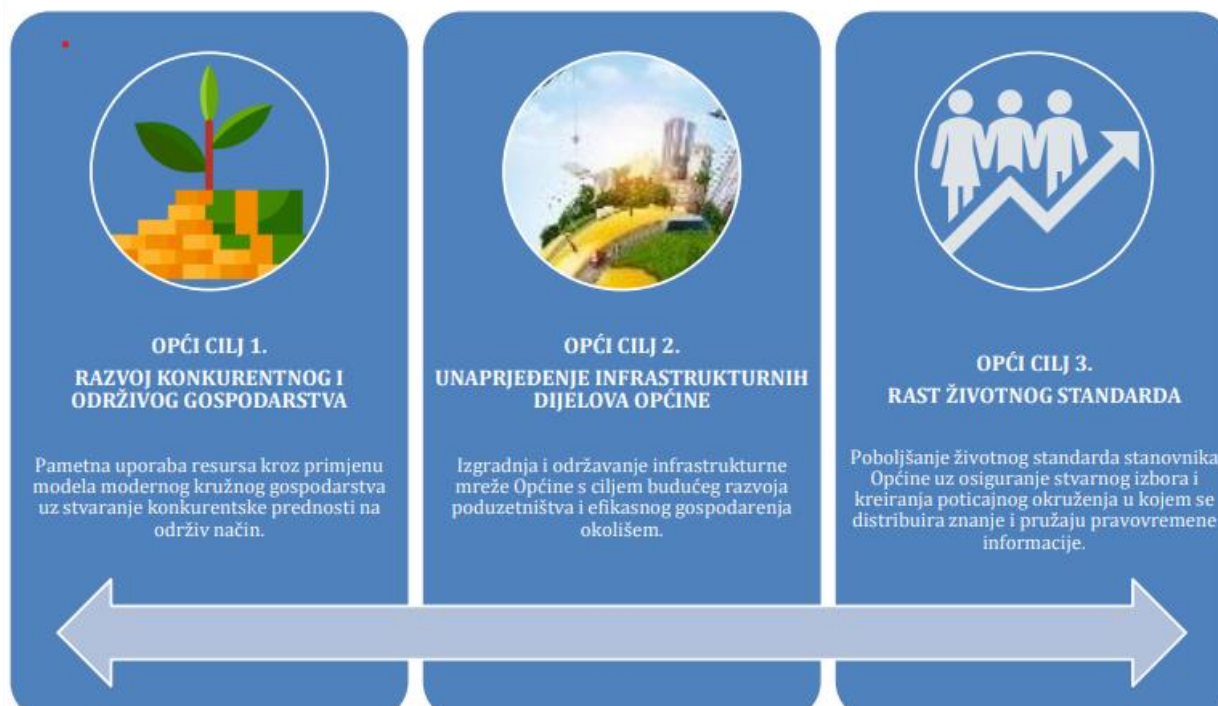 OPĆI CILJ 1.
RAZVOJ KONKURENTNOG I
ODRŽIVOG GOSPODARSTVA
Pametna uporaba resursa kroz primjenu
modela modernog kružnog gospodarstva
uz stvaranje konkurentske prednosti na
održiv način.
OPĆI CILJ 2.
UNAPRJEĐENJE INFRASTRUKTURNIH
DIJELOVA OPĆINE
Izgradnja i održavanje infrastrukturne
mreže Općine s ciljem budućeg razvoja
poduzetništva i efikasnog gospodarenja
okolišem.
OPĆI CILJ 3.
RAST ŽIVOTNOG STANDARDA
Poboljšanje životnog standarda stanovnika
Općine uz osiguranje stvarnog izbora i
kreiranja poticajnog okruženja u kojem se
distribuira znanje i pružaju pravovremene
informacije.